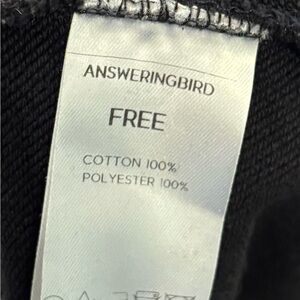 ANSWERINGBIRD
FREE
COTTON 100%
POLYESTER 100%